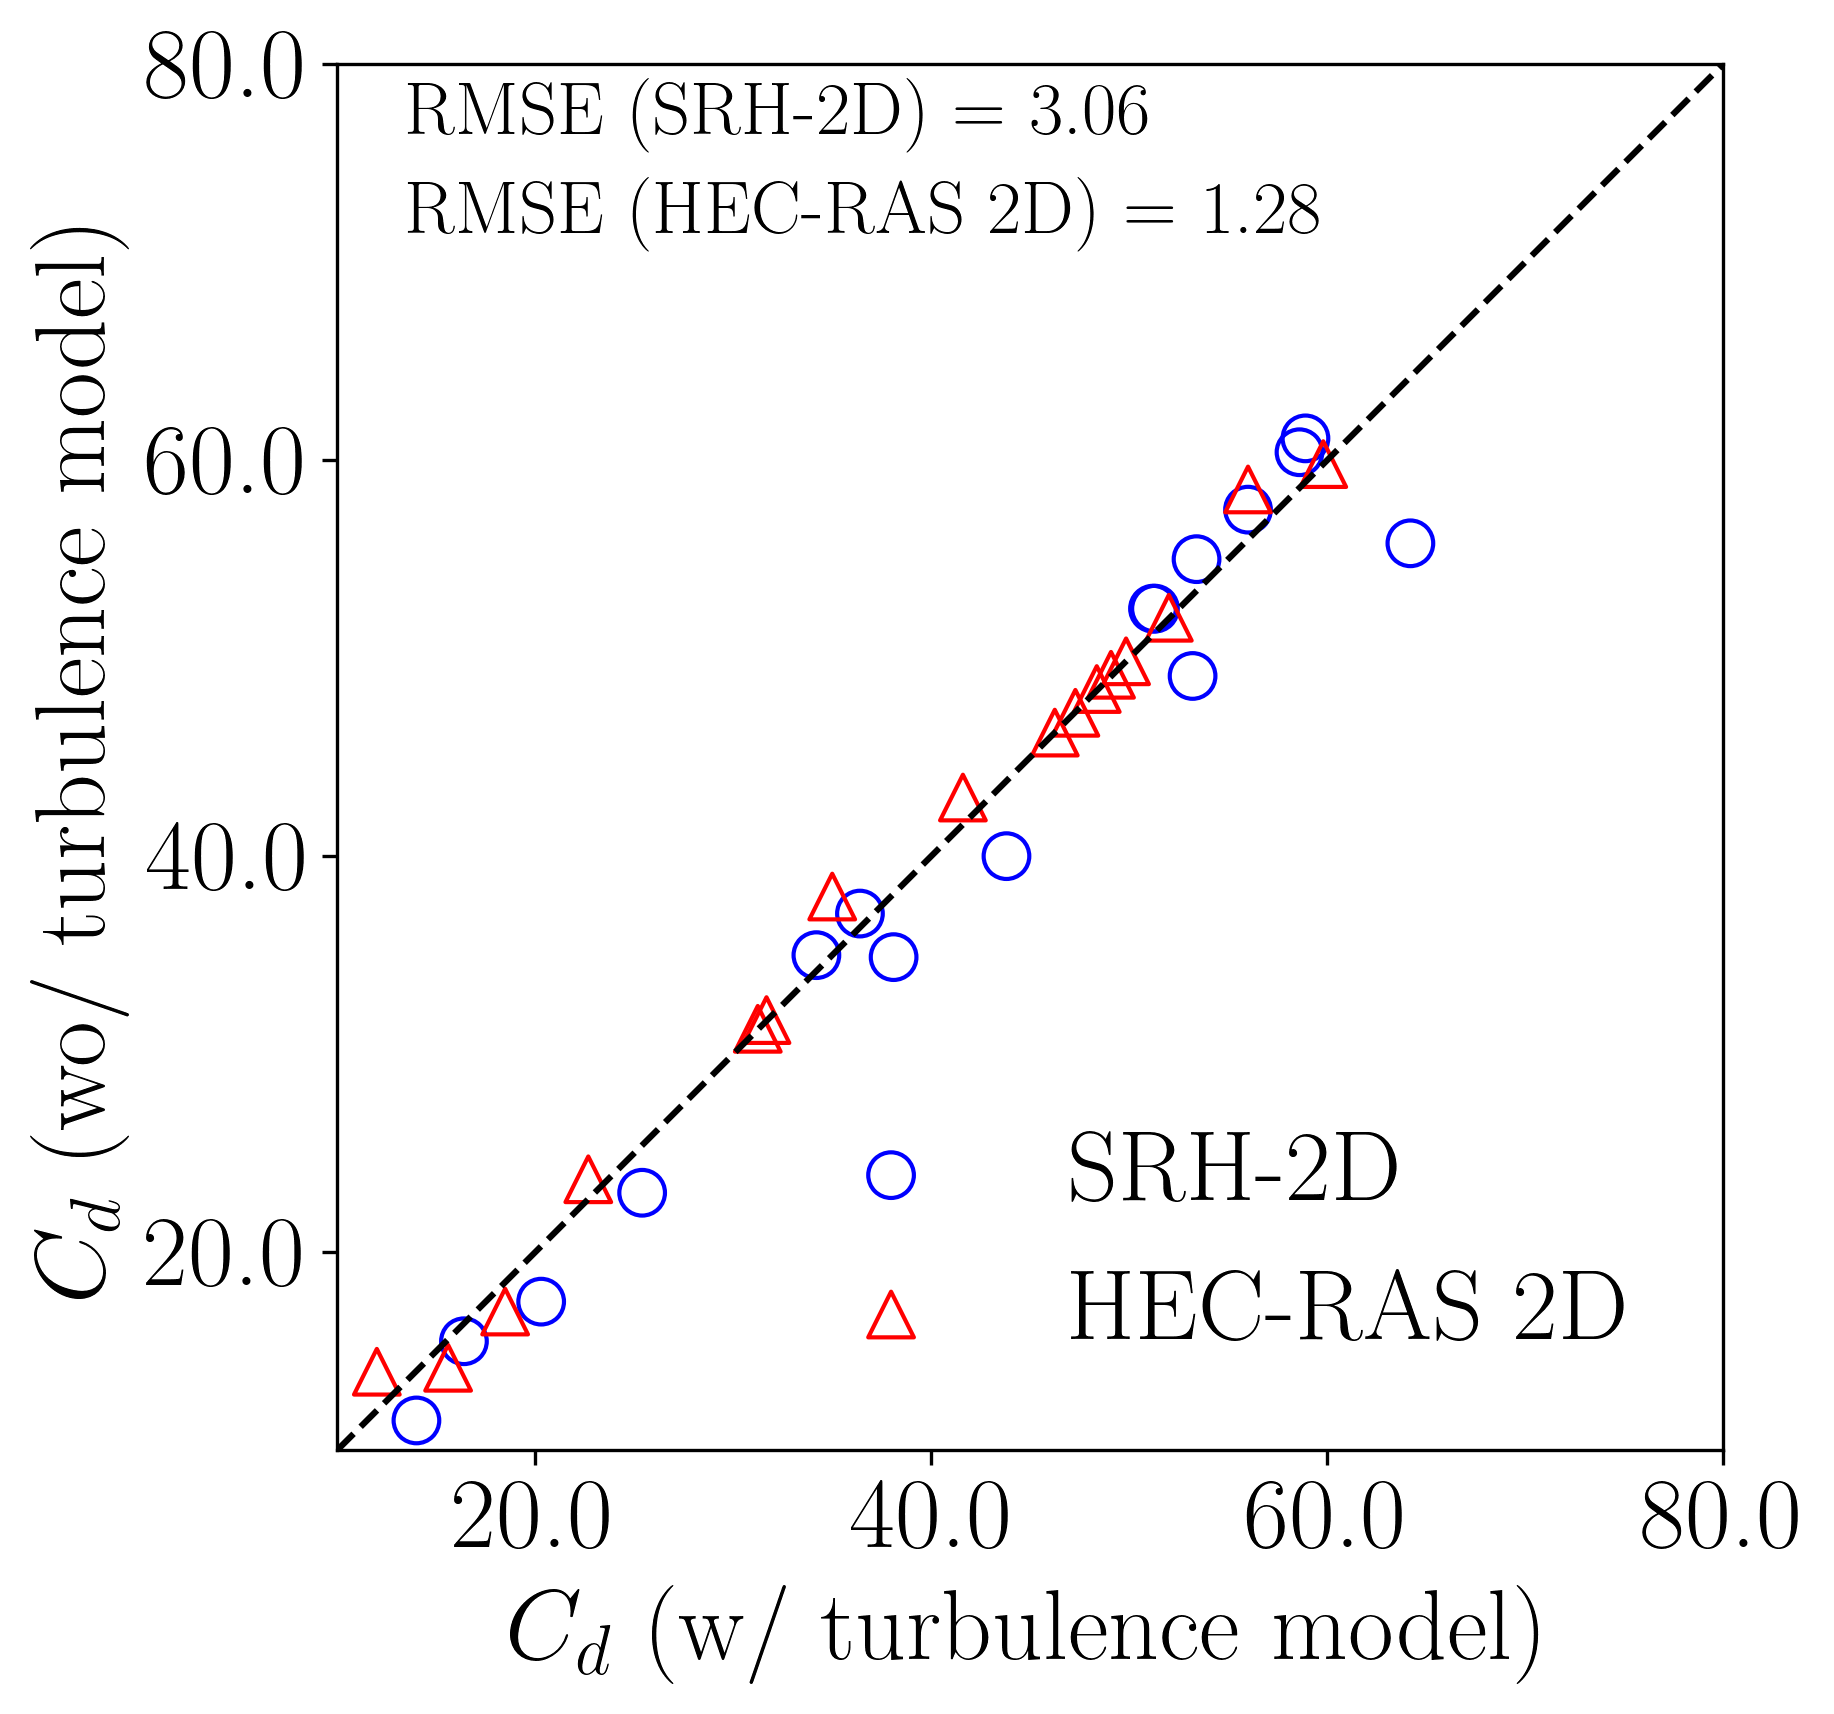 80.0
RMSE (SRH-2D) = 3.06
RMSE (HEC-RAS 2D) = 1.28
60.0
40.0
20.0
C_d (wo/ turbulence model)
SRH-2D
HEC-RAS 2D
20.0 40.0 60.0 80.0
C_d (w/ turbulence model)